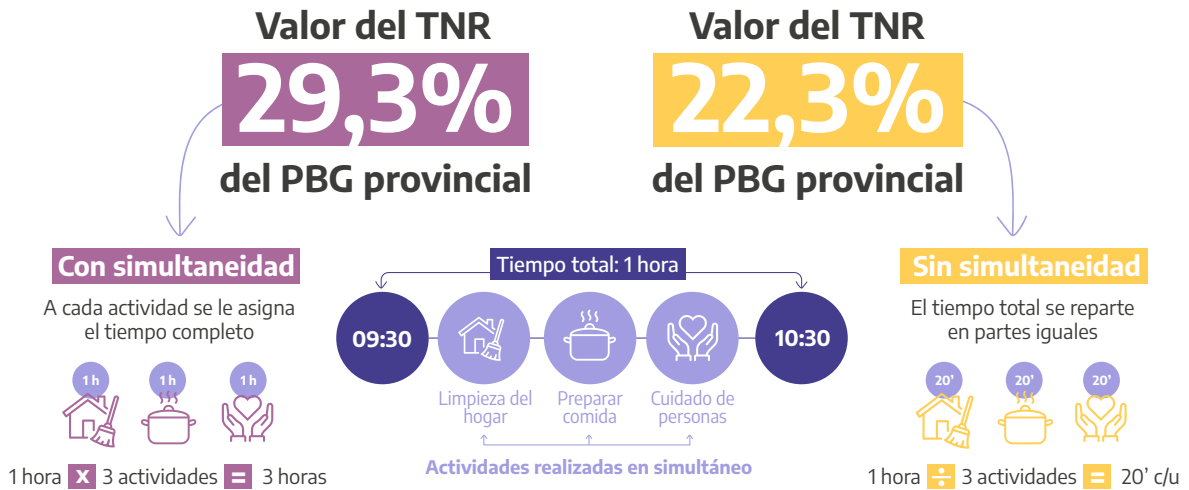 Valor del TNR
29,3%
del PBG provincial
Valor del TNR
22,3%
del PBG provincial
Con simultaneidad
A cada actividad se le asigna
el tiempo completo
1 h
1 h
1 h
1 hora x 3 actividades = 3 horas
Tiempo total: 1 hora
09:30
10:30
Limpieza del
hogar
Preparar
comida
Cuidado de
personas
Actividades realizadas en simultáneo
Sin simultaneidad
El tiempo total se reparte
en partes iguales
20'
20'
20'
1 hora ÷ 3 actividades = 20' c/u